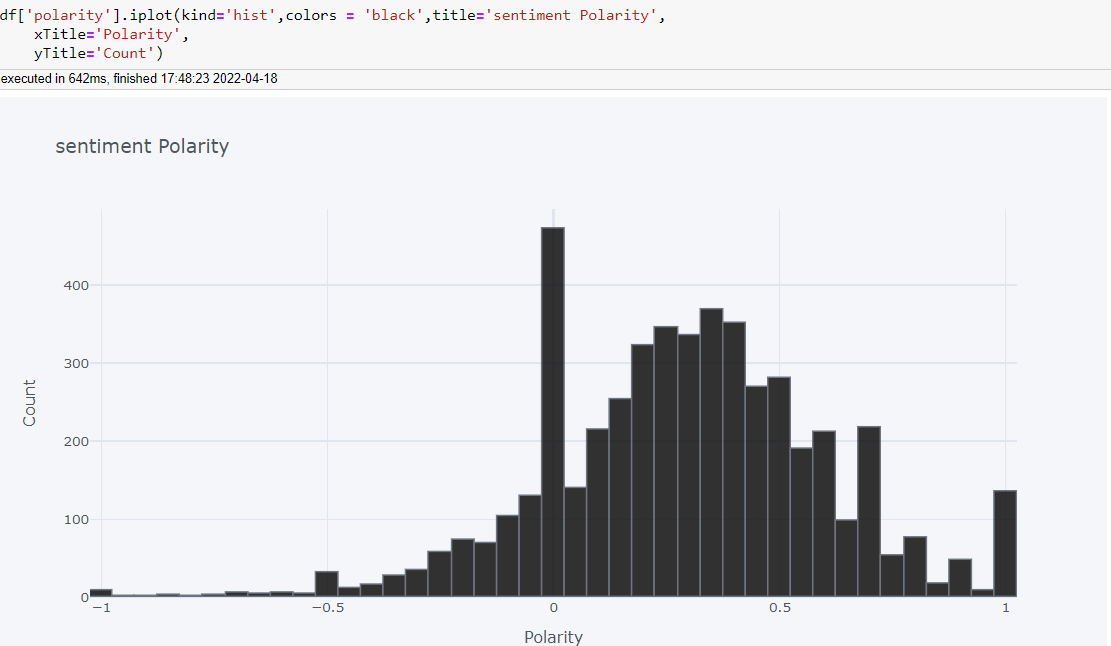 df['polarity'].iplot(kind='hist',colors = 'black',title='sentiment Polarity',
xTitle='Polarity',
yTitle='Count')
executed in 642ms, finished 17:48:23 2022-04-18
sentiment Polarity
400
300
200
100
0
Count
−1
−0.5
0
0.5
1
Polarity